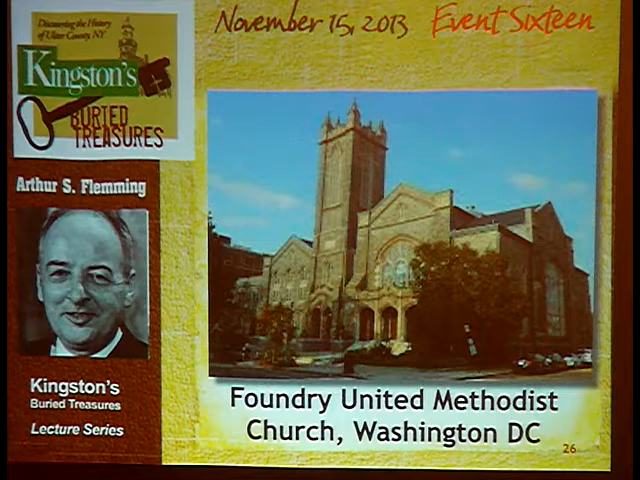 November 15, 2013 Event Sixteen
Discovering the History
of Ulster County, NY
Kingston's
BURIED
TREASURES
Arthur S. Flemming
Kingston's
Buried Treasures
Lecture Series
Foundry United Methodist
Church, Washington DC
26